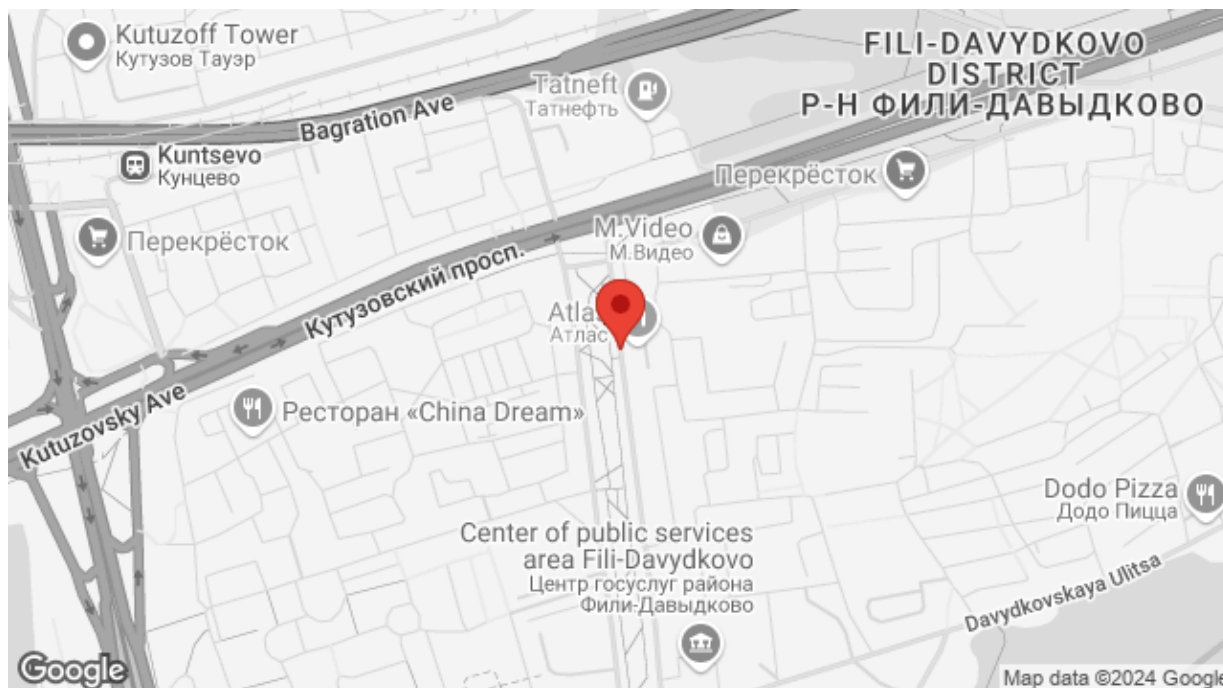 Kutuzoff Tower
Кутузов Тауэр
FILI-DAVYDKOVO
DISTRICT
Р-Н ФИЛИ-ДАВЫДКОВО
Tatneft
Татнефть
Bagration Ave
Kuntsevo
Кунцево
Перекрёсток
Перекрёсток
M.Video
М.Видео
Кутузовский просп.
Atlas
Атлас
Kutuzovsky Ave
Ресторан «China Dream»
Dodo Pizza
Додо Пицца
Center of public services
area Fili-Davydkovo
Центр госуслуг района
Фили-Давыдково
Davydkovskaya Ulitsa
Google
Map data ©2024 Google